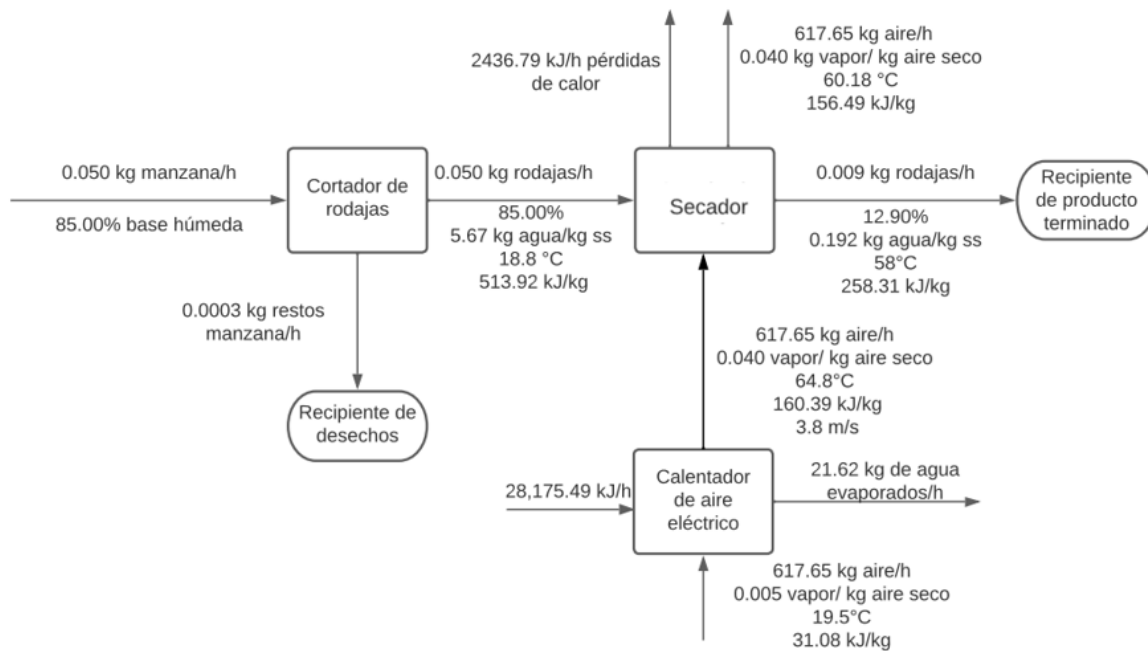 2436.79 kJ/h pérdidas
de calor
617.65 kg aire/h
0.040 kg vapor/ kg aire seco
60.18 °C
156.49 kJ/kg
0.050 kg manzana/h
85.00% base húmeda
Cortador de
rodajas
0.050 kg rodajas/h
85.00%
5.67 kg agua/kg ss
18.8 °C
513.92 kJ/kg
Secador
0.009 kg rodajas/h
12.90%
0.192 kg agua/kg ss
58°C
258.31 kJ/kg
Recipiente
de producto
terminado
0.0003 kg restos
manzana/h
Recipiente de
desechos
617.65 kg aire/h
0.040 vapor/ kg aire seco
64.8°C
160.39 kJ/kg
3.8 m/s
28,175.49 kJ/h
Calentador
de aire
eléctrico
21.62 kg de agua
evaporados/h
617.65 kg aire/h
0.005 vapor/ kg aire seco
19.5°C
31.08 kJ/kg